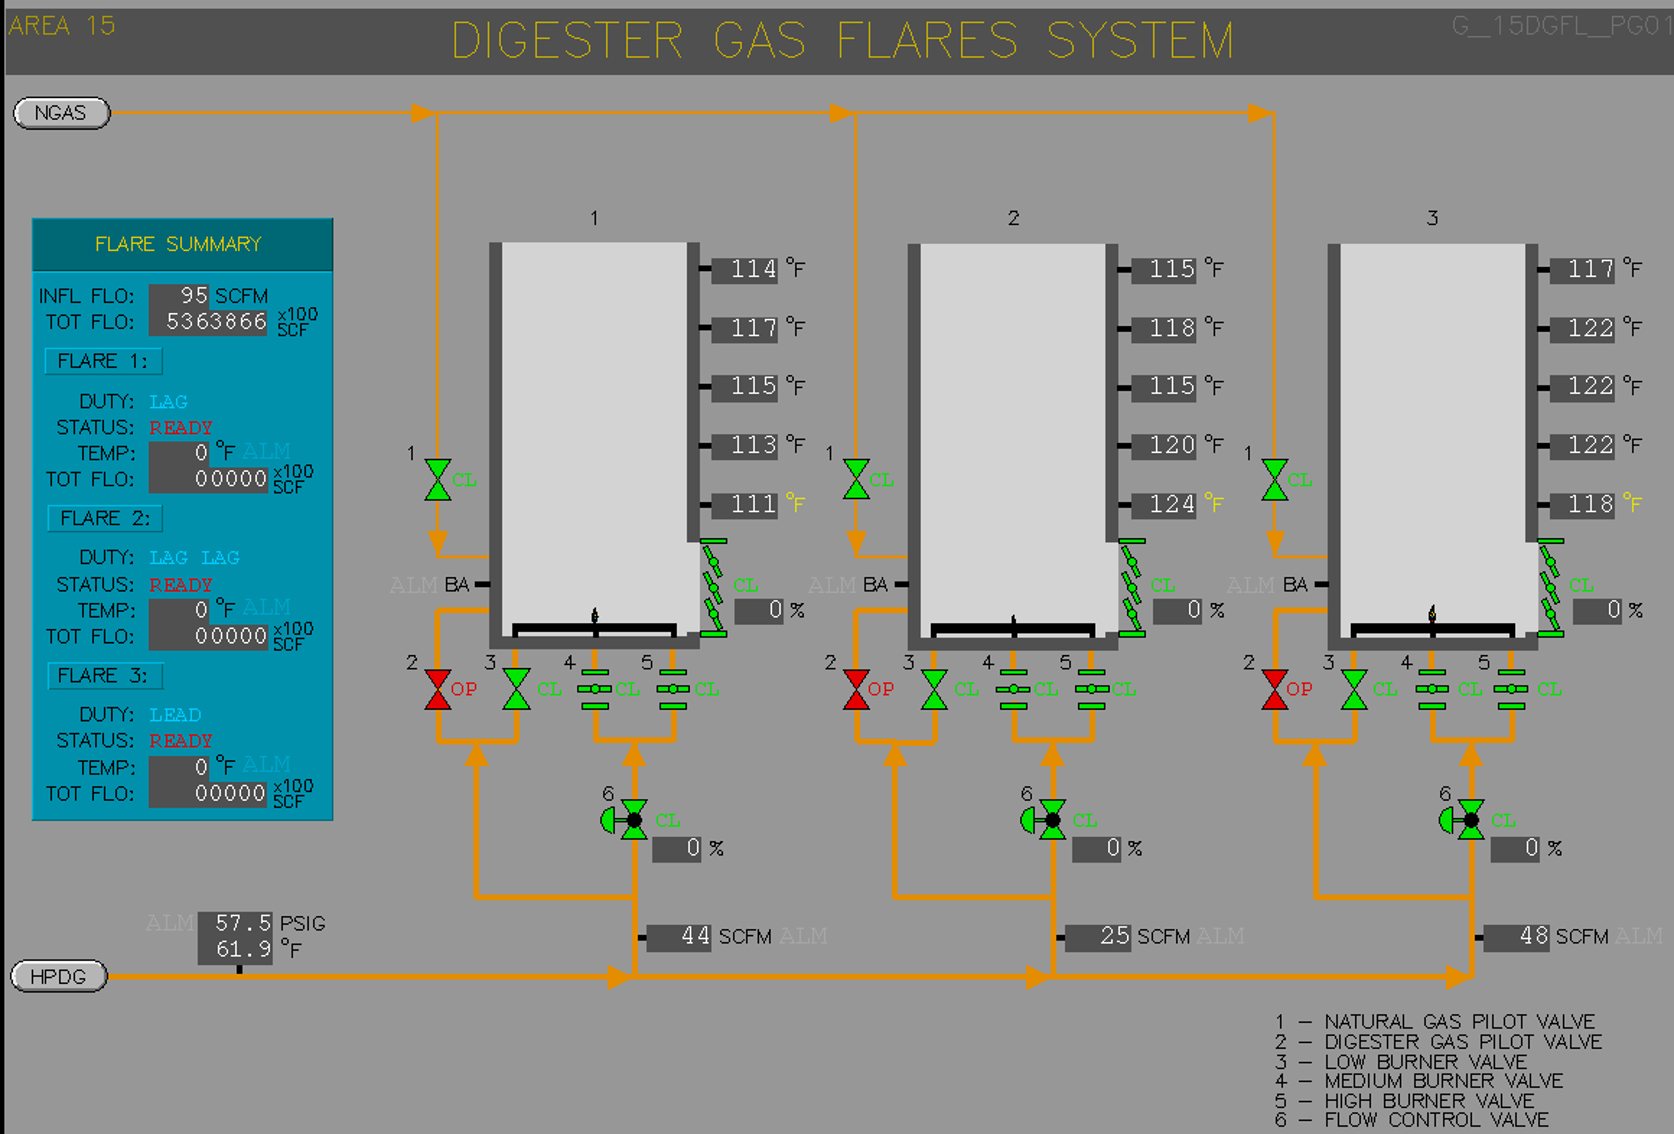 AREA 15
DIGESTER GAS FLARES SYSTEM
G_15DGFL_PG01
NGAS
FLARE SUMMARY
INFL FLO: 95 SCFM
TOT FLO: 5363866 x100 SCF
FLARE 1:
DUTY: LAG
STATUS: READY
TEMP: 0 °F ALM
TOT FLO: 00000 x100 SCF
FLARE 2:
DUTY: LAG LAG
STATUS: READY
TEMP: 0 °F ALM
TOT FLO: 00000 x100 SCF
FLARE 3:
DUTY: LEAD
STATUS: READY
TEMP: 0 °F ALM
TOT FLO: 00000 x100 SCF
1
114 °F
117 °F
115 °F
113 °F
111 °F
1 CL
ALM BA
CL
0 %
2 OP
3 CL
4 CL
5 CL
6 CL
0 %
44 SCFM ALM
2
115 °F
118 °F
115 °F
120 °F
124 °F
1 CL
ALM BA
CL
0 %
2 OP
3 CL
4 CL
5 CL
6 CL
0 %
25 SCFM ALM
3
117 °F
122 °F
122 °F
122 °F
118 °F
1 CL
ALM BA
CL
0 %
2 OP
3 CL
4 CL
5 CL
6 CL
0 %
48 SCFM ALM
ALM 57.5 PSIG
61.9 °F
HPDG
1 – NATURAL GAS PILOT VALVE
2 – DIGESTER GAS PILOT VALVE
3 – LOW BURNER VALVE
4 – MEDIUM BURNER VALVE
5 – HIGH BURNER VALVE
6 – FLOW CONTROL VALVE